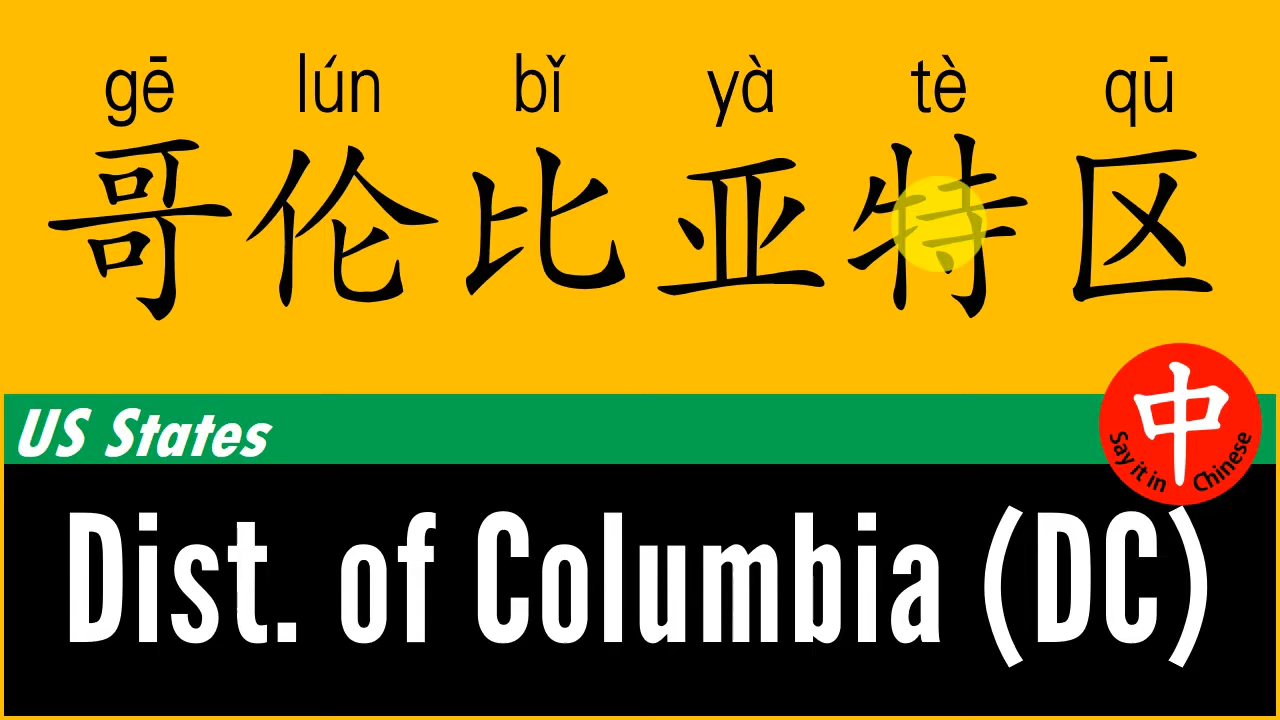 gē lún bǐ yà tè qū
哥伦比亚特区
US States
中
Say it in Chinese
Dist. of Columbia (DC)